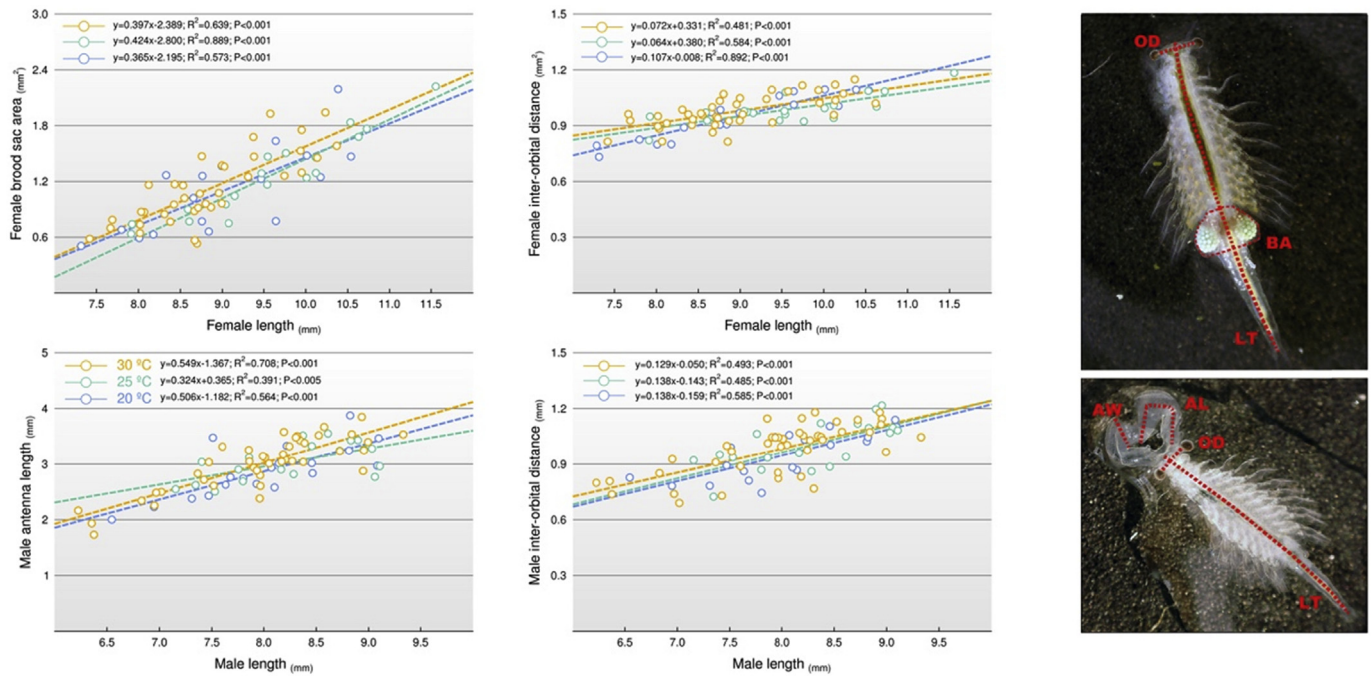 y=0.397x-2.389; R²=0.639; P<0.001
y=0.424x-2.800; R²=0.889; P<0.001
y=0.365x-2.195; R²=0.573; P<0.001
3.0
2.4
1.8
1.2
0.6
Female brood sac area (mm²)
7.5 8.0 8.5 9.0 9.5 10.0 10.5 11.0 11.5
Female length (mm)
y=0.072x+0.331; R²=0.481; P<0.001
y=0.064x+0.380; R²=0.584; P<0.001
y=0.107x-0.008; R²=0.892; P<0.001
1.5
1.2
0.9
0.6
0.3
Female inter-orbital distance (mm)
7.5 8.0 8.5 9.0 9.5 10.0 10.5 11.0 11.5
Female length (mm)
OD
BA
LT
30 ºC y=0.549x-1.367; R²=0.708; P<0.001
25 ºC y=0.324x+0.365; R²=0.391; P<0.005
20 ºC y=0.506x-1.182; R²=0.564; P<0.001
5
4
3
2
1
Male antenna length (mm)
6.5 7.0 7.5 8.0 8.5 9.0 9.5
Male length (mm)
y=0.129x-0.050; R²=0.493; P<0.001
y=0.138x-0.143; R²=0.485; P<0.001
y=0.138x-0.159; R²=0.585; P<0.001
1.5
1.2
0.9
0.6
0.3
Male inter-orbital distance (mm)
6.5 7.0 7.5 8.0 8.5 9.0 9.5
Male length (mm)
AW
AL
OD
LT